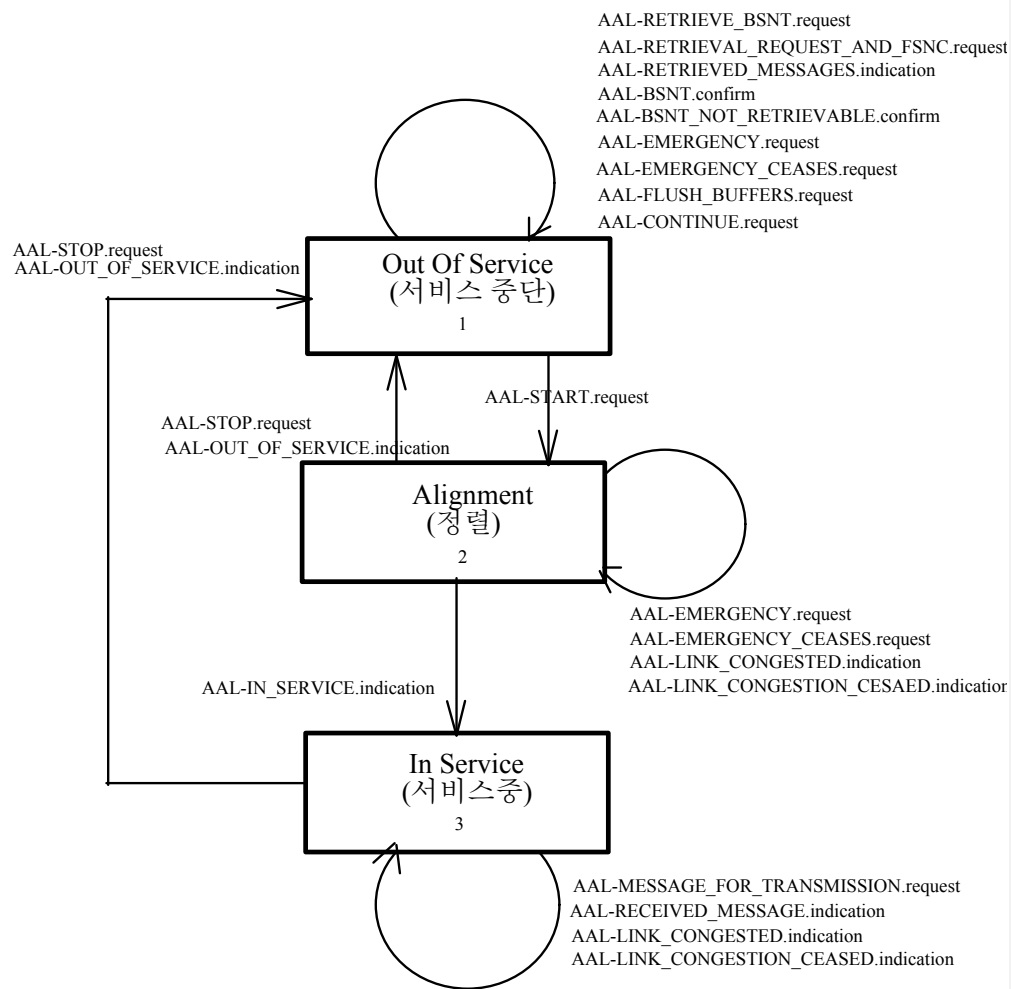 AAL-RETRIEVE_BSNT.request
AAL-RETRIEVAL_REQUEST_AND_FSNC.request
AAL-RETRIEVED_MESSAGES.indication
AAL-BSNT.confirm
AAL-BSNT_NOT_RETRIEVABLE.confirm
AAL-EMERGENCY.request
AAL-EMERGENCY_CEASES.request
AAL-FLUSH_BUFFERS.request
AAL-CONTINUE.request
AAL-STOP.request
AAL-OUT_OF_SERVICE.indication
Out Of Service
(서비스 중단)
1
AAL-START.request
AAL-STOP.request
AAL-OUT_OF_SERVICE.indication
Alignment
(정렬)
2
AAL-EMERGENCY.request
AAL-EMERGENCY_CEASES.request
AAL-LINK_CONGESTED.indication
AAL-LINK_CONGESTION_CESAED.indication
AAL-IN_SERVICE.indication
In Service
(서비스중)
3
AAL-MESSAGE_FOR_TRANSMISSION.request
AAL-RECEIVED_MESSAGE.indication
AAL-LINK_CONGESTED.indication
AAL-LINK_CONGESTION_CEASED.indication